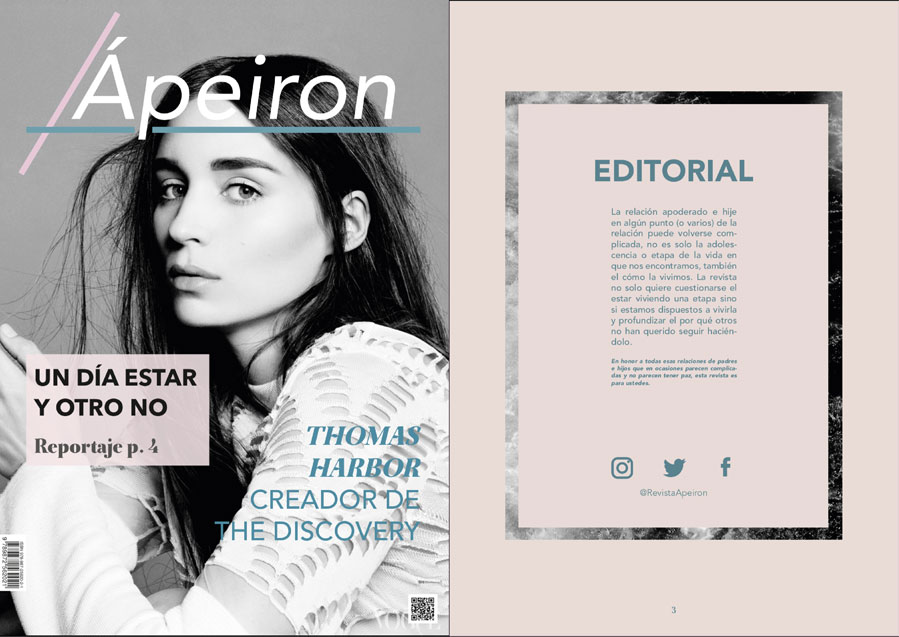 Ápeiron
UN DÍA ESTAR
Y OTRO NO
Reportaje p. 4
THOMAS
HARBOR
CREADOR DE
THE DISCOVERY
EDITORIAL
La relación apoderado e hije
en algún punto (o varios) de la
relación puede volverse com-
plicada, no es solo la adoles-
cencia o etapa de la vida en
que nos encontramos, también
el cómo la vivimos. La revista
no solo quiere cuestionarse el
estar viviendo una etapa sino
si estamos dispuestos a vivirla
y profundizar el por qué otros
no han querido seguir hacién-
dolo.
En honor a todas esas relaciones de padres
e hijos que en ocasiones parecen complica-
das y no parecen tener paz, esta revista es
para ustedes.
@RevistaApeiron
3